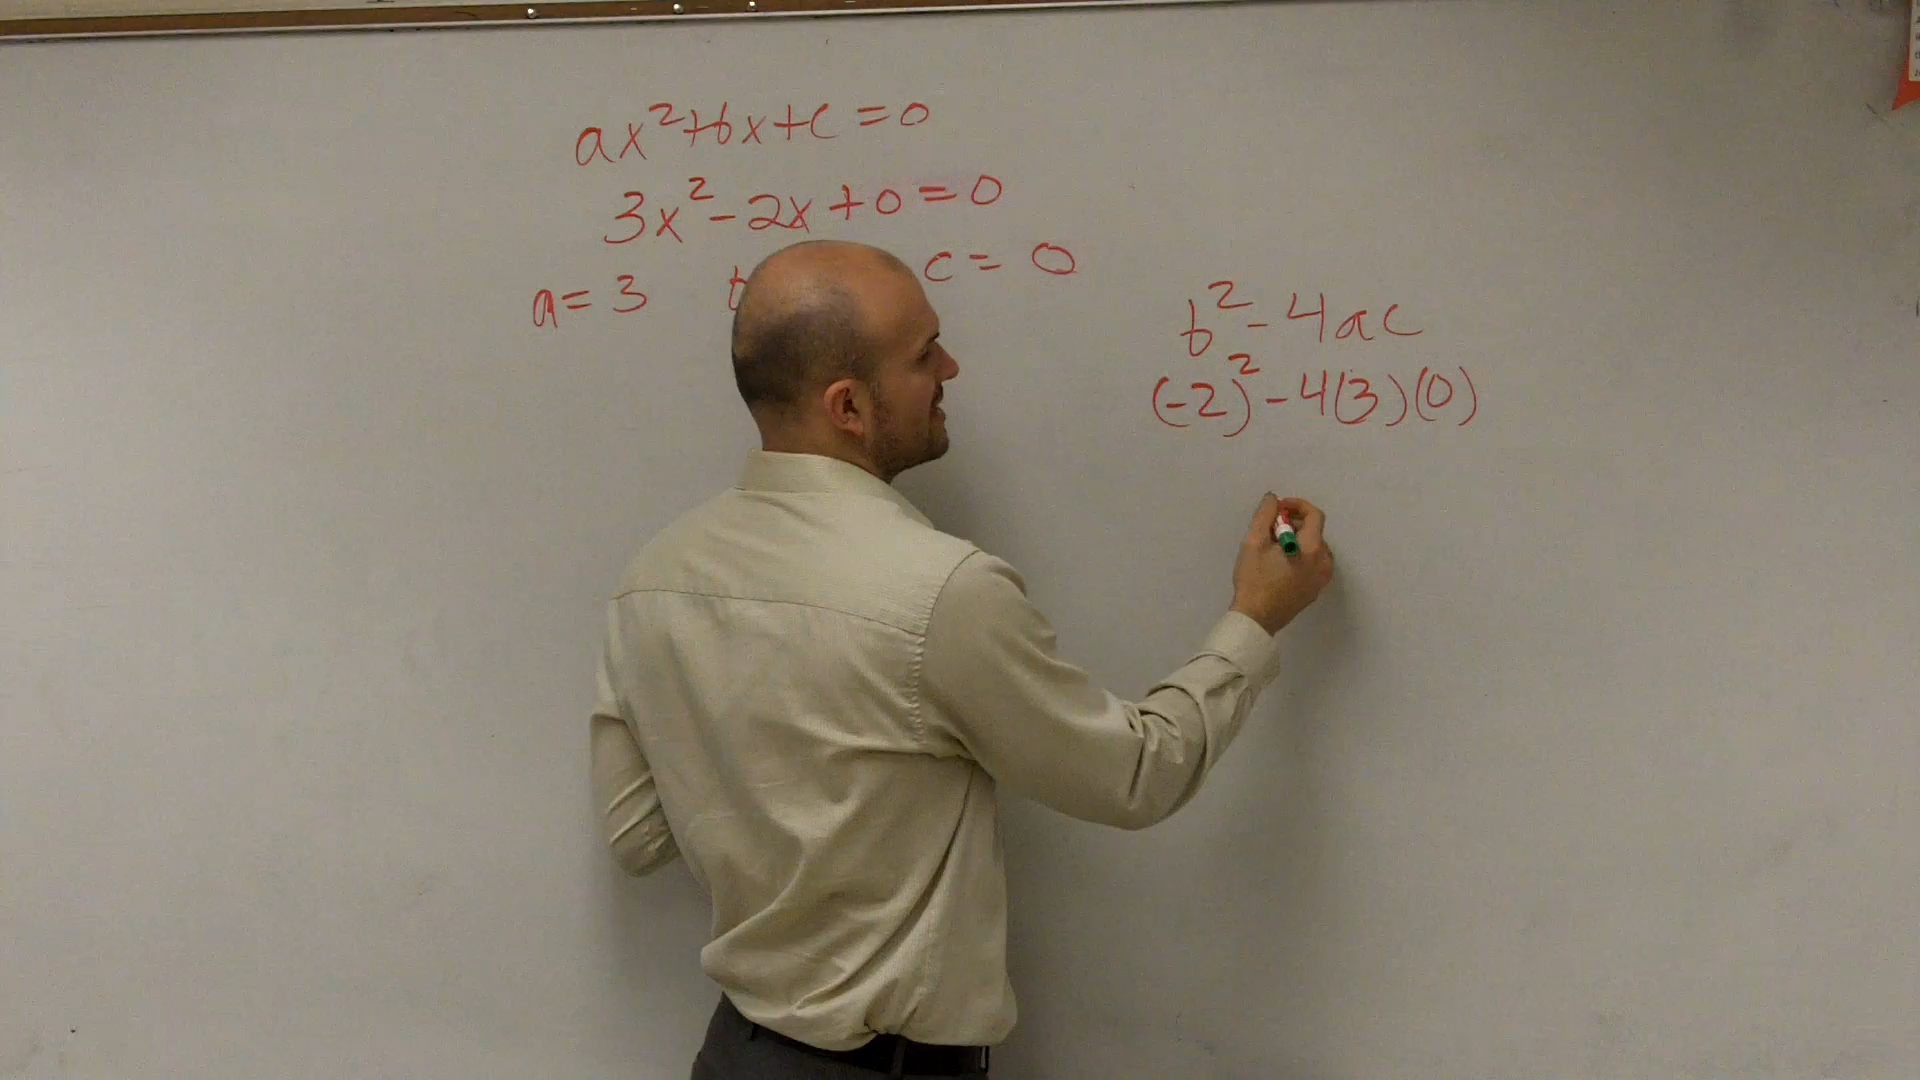 ax²+bx+c=0
3x²-2x+0=0
a=3 b c=0
b²-4ac
(-2)²-4(3)(0)